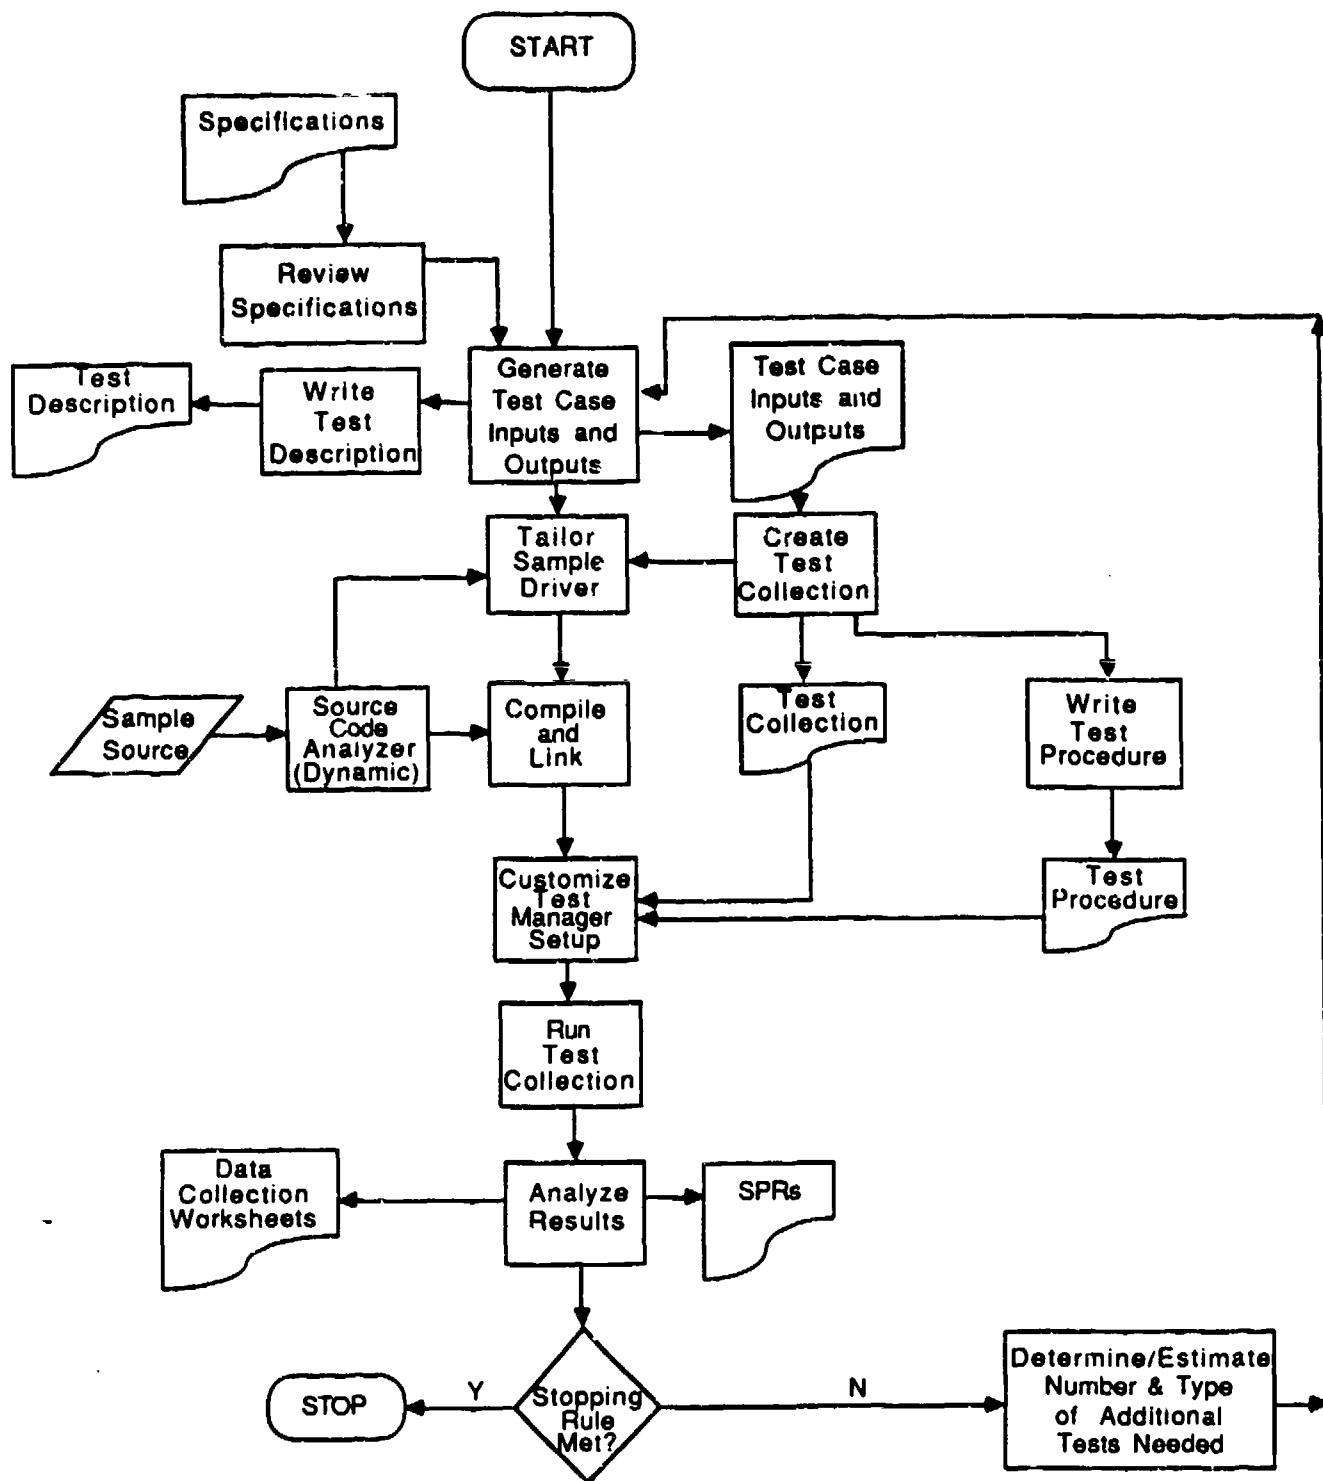 START
Specifications
Review
Specifications
Test
Description
Write
Test
Description
Generate
Test Case
Inputs and
Outputs
Test Case
Inputs and
Outputs
Tailor
Sample
Driver
Create
Test
Collection
Sample
Source
Source
Code
Analyzer
(Dynamic)
Compile
and
Link
Test
Collection
Write
Test
Procedure
Customize
Test
Manager
Setup
Test
Procedure
Run
Test
Collection
Data
Collection
Worksheets
Analyze
Results
SPRs
STOP
Y
Stopping
Rule
Met?
N
Determine/Estimate
Number & Type
of Additional
Tests Needed